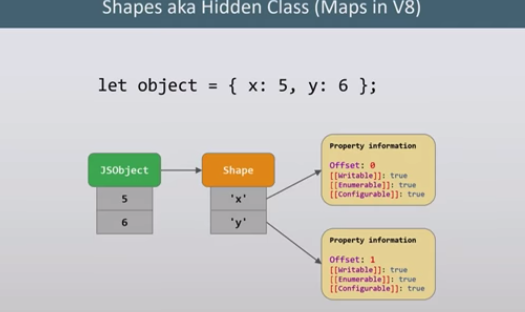 Shapes aka Hidden Class (Maps in V8)
let object = { x: 5, y: 6 };
JSObject
5
6
Shape
'x'
'y'
Property information
Offset: 0
[[Writable]]: true
[[Enumerable]]: true
[[Configurable]]: true
Property information
Offset: 1
[[Writable]]: true
[[Enumerable]]: true
[[Configurable]]: true